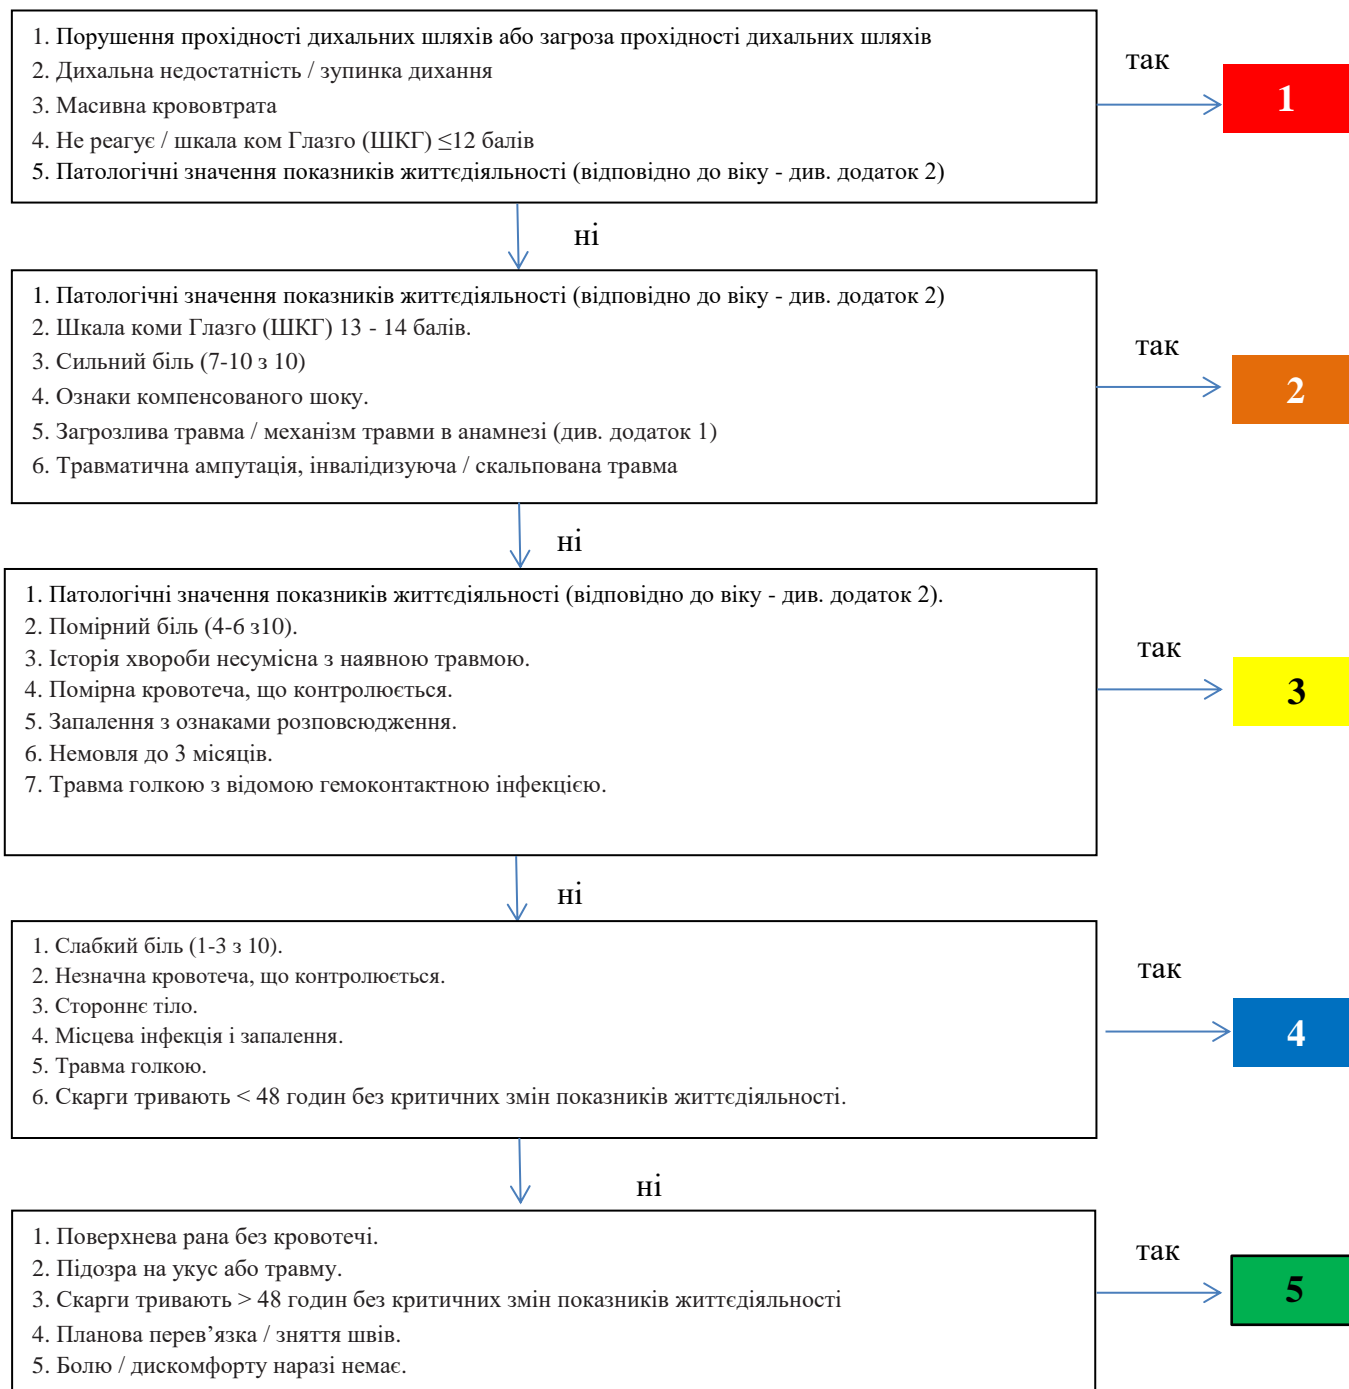 1. Порушення прохідності дихальних шляхів або загроза прохідності дихальних шляхів
2. Дихальна недостатність / зупинка дихання
3. Масивна крововтрата
4. Не реагує / шкала ком Глазго (ШКГ) ≤12 балів
5. Патологічні значення показників життєдіяльності (відповідно до віку - див. додаток 2)
так
1
ні
1. Патологічні значення показників життєдіяльності (відповідно до віку - див. додаток 2)
2. Шкала коми Глазго (ШКГ) 13 - 14 балів.
3. Сильний біль (7-10 з 10)
4. Ознаки компенсованого шоку.
5. Загрозлива травма / механізм травми в анамнезі (див. додаток 1)
6. Травматична ампутація, інвалідизуюча / скальпована травма
так
2
ні
1. Патологічні значення показників життєдіяльності (відповідно до віку - див. додаток 2).
2. Помірний біль (4-6 з10).
3. Історія хвороби несумісна з наявною травмою.
4. Помірна кровотеча, що контролюється.
5. Запалення з ознаками розповсюдження.
6. Немовля до 3 місяців.
7. Травма голкою з відомою гемоконтактною інфекцією.
так
3
ні
1. Слабкий біль (1-3 з 10).
2. Незначна кровотеча, що контролюється.
3. Стороннє тіло.
4. Місцева інфекція і запалення.
5. Травма голкою.
6. Скарги тривають < 48 годин без критичних змін показників життєдіяльності.
так
4
ні
1. Поверхнева рана без кровотечі.
2. Підозра на укус або травму.
3. Скарги тривають > 48 годин без критичних змін показників життєдіяльності
4. Планова перев’язка / зняття швів.
5. Болю / дискомфорту наразі немає.
так
5